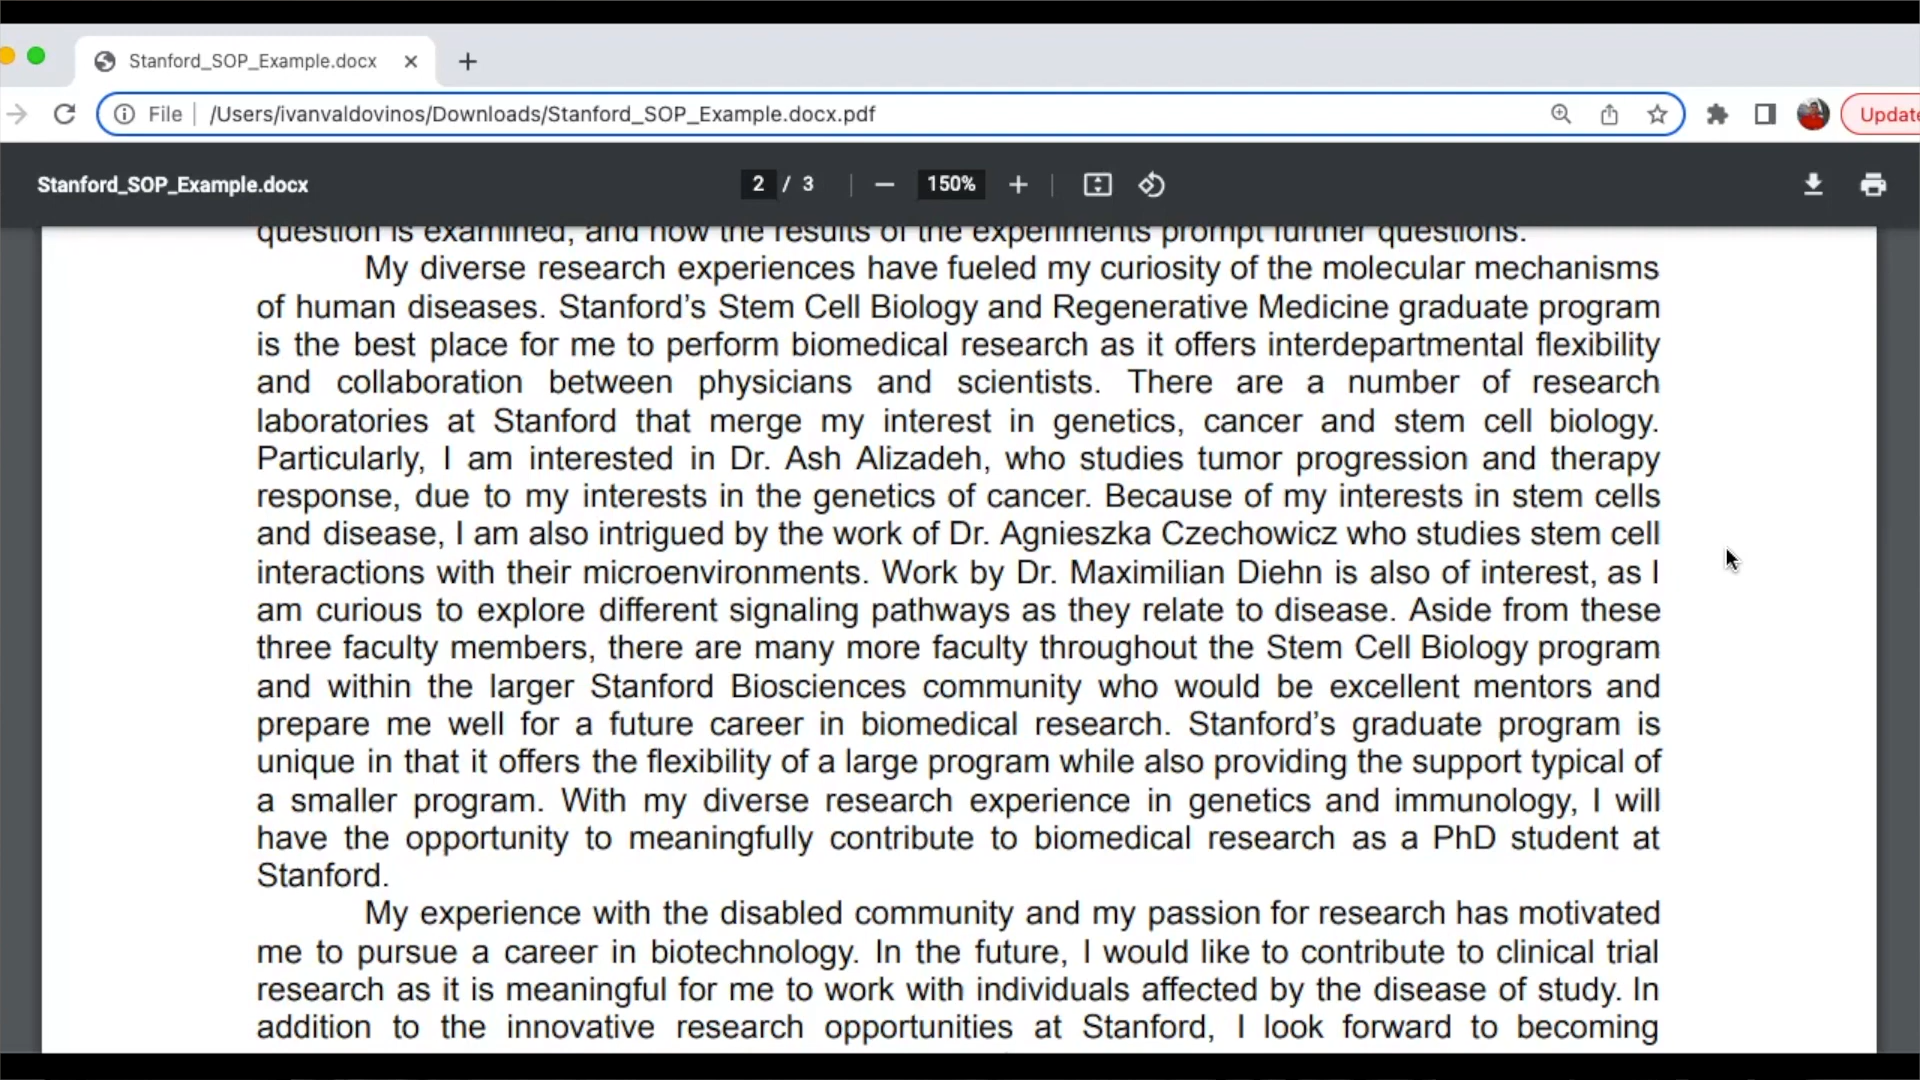 Stanford_SOP_Example.docx
File
/Users/ivanvaldovinos/Downloads/Stanford_SOP_Example.docx.pdf
Update
Stanford_SOP_Example.docx
2 / 3
150%
question is examined, and how the results of the experiments prompt further questions.
My diverse research experiences have fueled my curiosity of the molecular mechanisms
of human diseases. Stanford’s Stem Cell Biology and Regenerative Medicine graduate program
is the best place for me to perform biomedical research as it offers interdepartmental flexibility
and collaboration between physicians and scientists. There are a number of research
laboratories at Stanford that merge my interest in genetics, cancer and stem cell biology.
Particularly, I am interested in Dr. Ash Alizadeh, who studies tumor progression and therapy
response, due to my interests in the genetics of cancer. Because of my interests in stem cells
and disease, I am also intrigued by the work of Dr. Agnieszka Czechowicz who studies stem cell
interactions with their microenvironments. Work by Dr. Maximilian Diehn is also of interest, as I
am curious to explore different signaling pathways as they relate to disease. Aside from these
three faculty members, there are many more faculty throughout the Stem Cell Biology program
and within the larger Stanford Biosciences community who would be excellent mentors and
prepare me well for a future career in biomedical research. Stanford’s graduate program is
unique in that it offers the flexibility of a large program while also providing the support typical of
a smaller program. With my diverse research experience in genetics and immunology, I will
have the opportunity to meaningfully contribute to biomedical research as a PhD student at
Stanford.
My experience with the disabled community and my passion for research has motivated
me to pursue a career in biotechnology. In the future, I would like to contribute to clinical trial
research as it is meaningful for me to work with individuals affected by the disease of study. In
addition to the innovative research opportunities at Stanford, I look forward to becoming